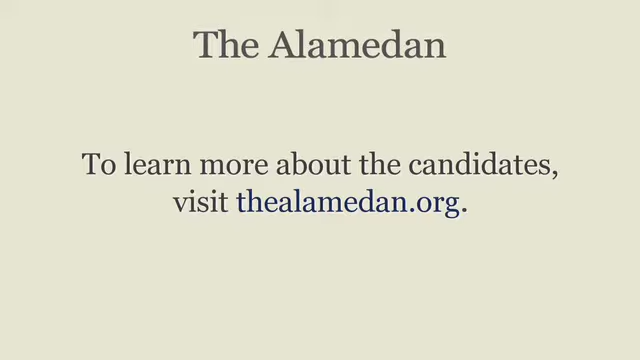 The Alamedan
To learn more about the candidates,
visit thealamedan.org.